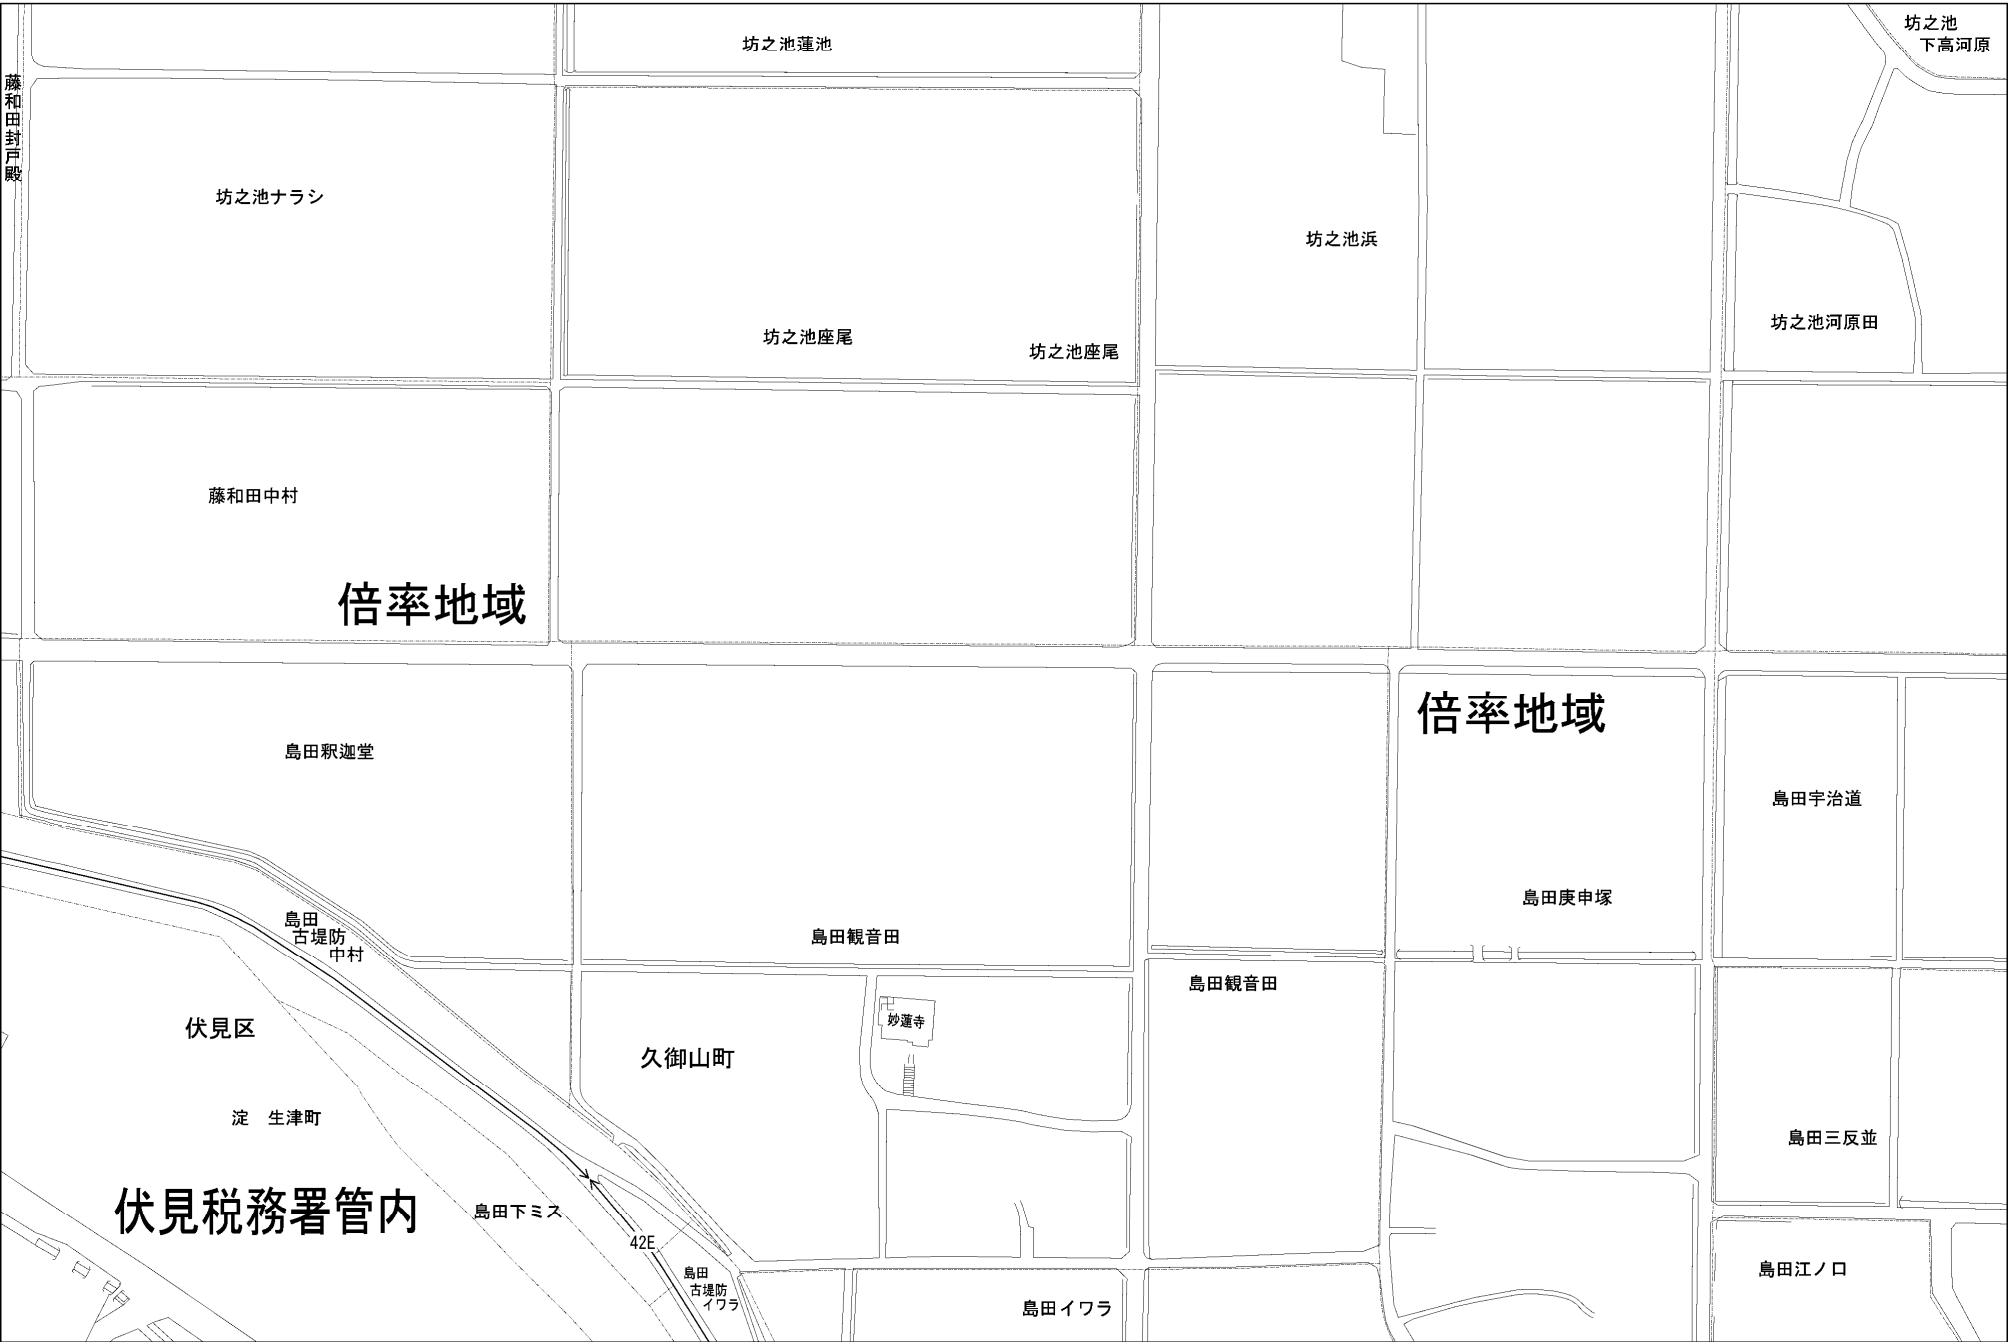 坊之池
下高河原
坊之池蓮池
藤和田封戸殿
坊之池ナラシ
坊之池浜
坊之池河原田
坊之池座尾
坊之池座尾
藤和田中村
倍率地域
倍率地域
島田釈迦堂
島田宇治道
島田庚申塚
島田
古堤防
中村
島田観音田
島田観音田
妙蓮寺
伏見区
久御山町
淀　生津町
島田三反並
伏見税務署管内
島田下ミス
42E
島田
古堤防
イワラ
島田江ノ口
島田イワラ